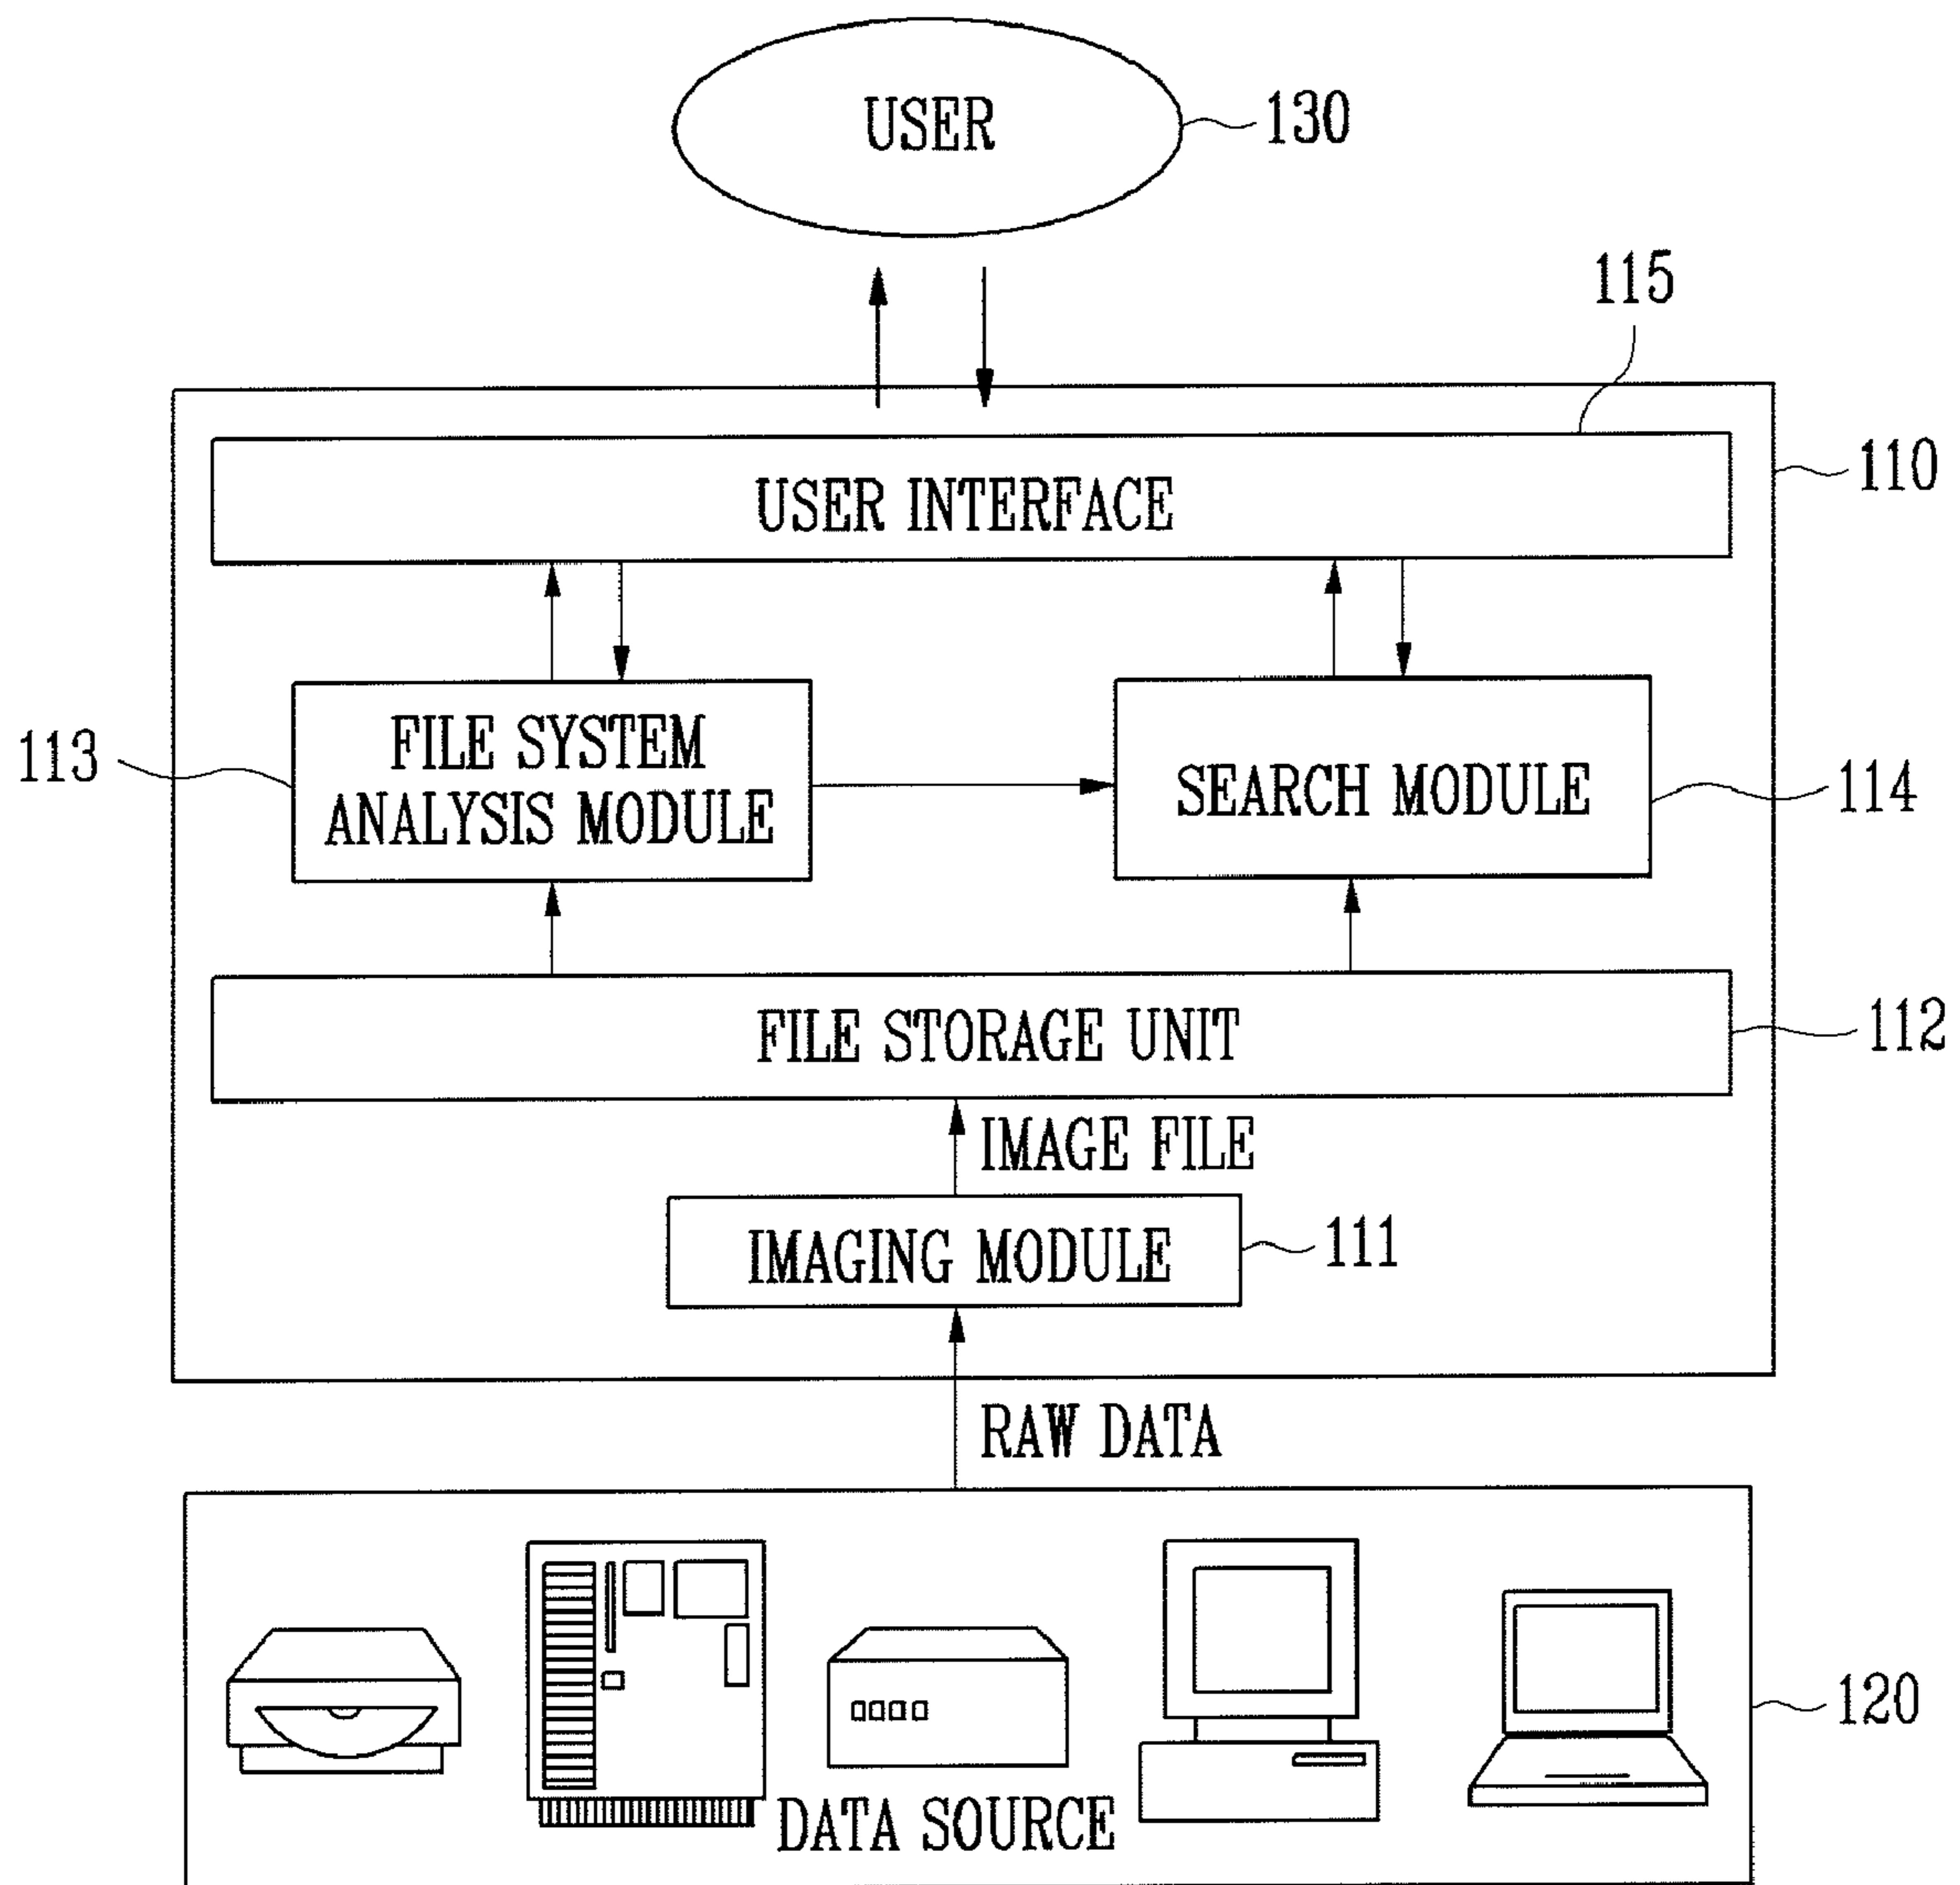 USER
130
115
110
USER INTERFACE
FILE SYSTEM
ANALYSIS MODULE
113
SEARCH MODULE
114
FILE STORAGE UNIT
112
IMAGE FILE
IMAGING MODULE
111
RAW DATA
120
DATA SOURCE